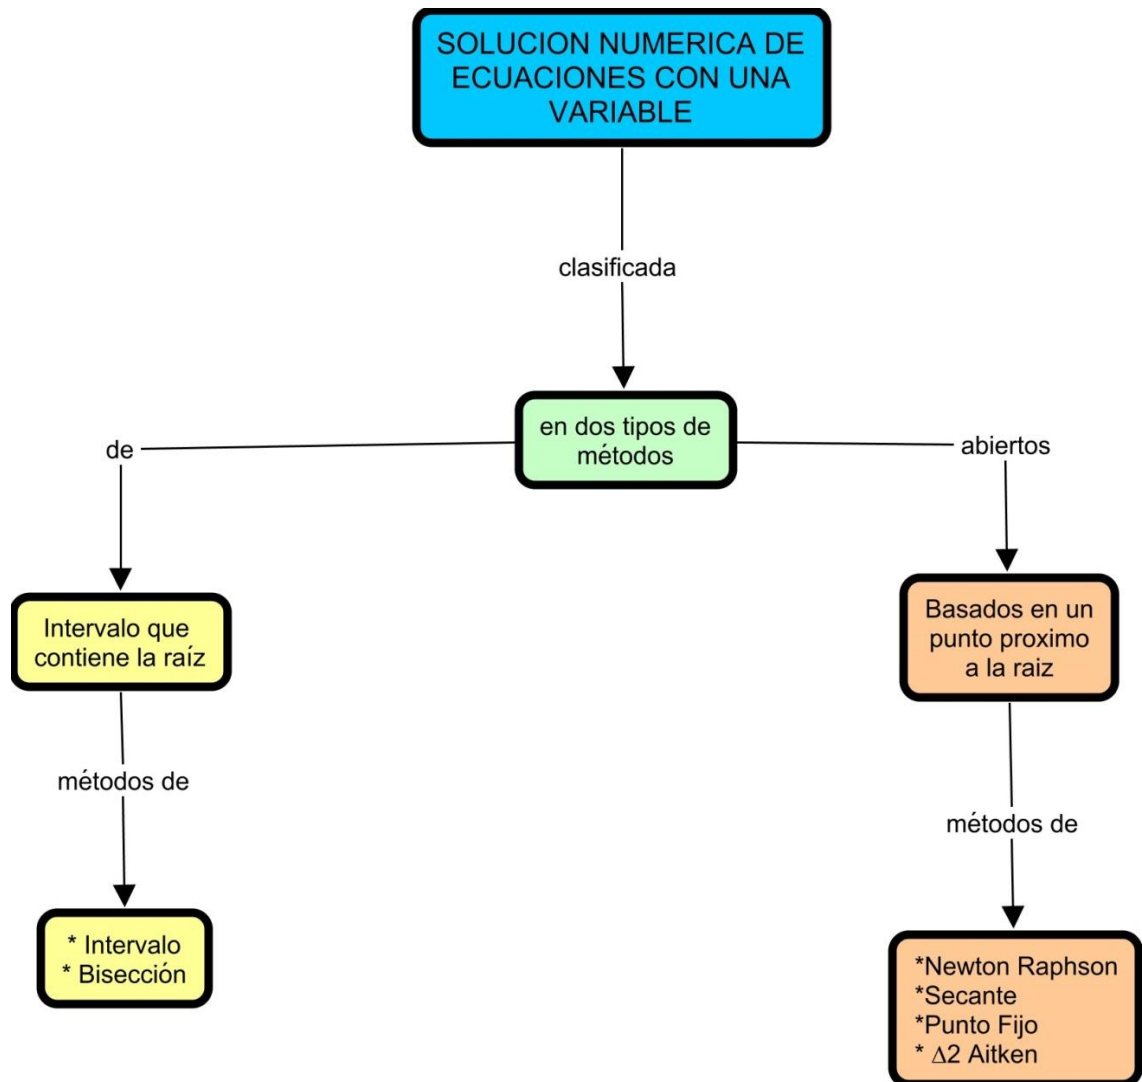 SOLUCION NUMERICA DE
ECUACIONES CON UNA
VARIABLE
clasificada
en dos tipos de
métodos
de
abiertos
Intervalo que
contiene la raíz
Basados en un
punto proximo
a la raiz
métodos de
métodos de
* Intervalo
* Bisección
*Newton Raphson
*Secante
*Punto Fijo
* Δ2 Aitken